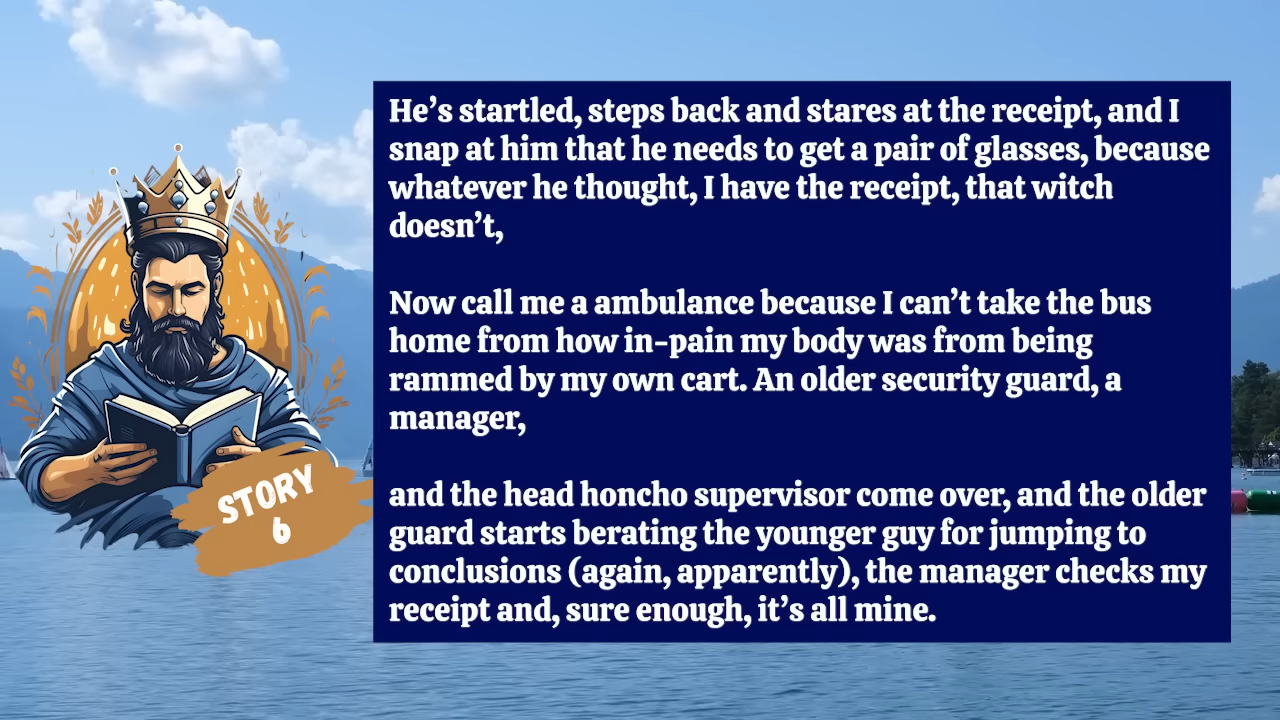 He's startled, steps back and stares at the receipt, and I
snap at him that he needs to get a pair of glasses, because
whatever he thought, I have the receipt, that witch
doesn't,
Now call me a ambulance because I can't take the bus
home from how in-pain my body was from being
rammed by my own cart. An older security guard, a
manager,
and the head honcho supervisor come over, and the older
guard starts berating the younger guy for jumping to
conclusions (again, apparently), the manager checks my
receipt and, sure enough, it's all mine.
STORY
6